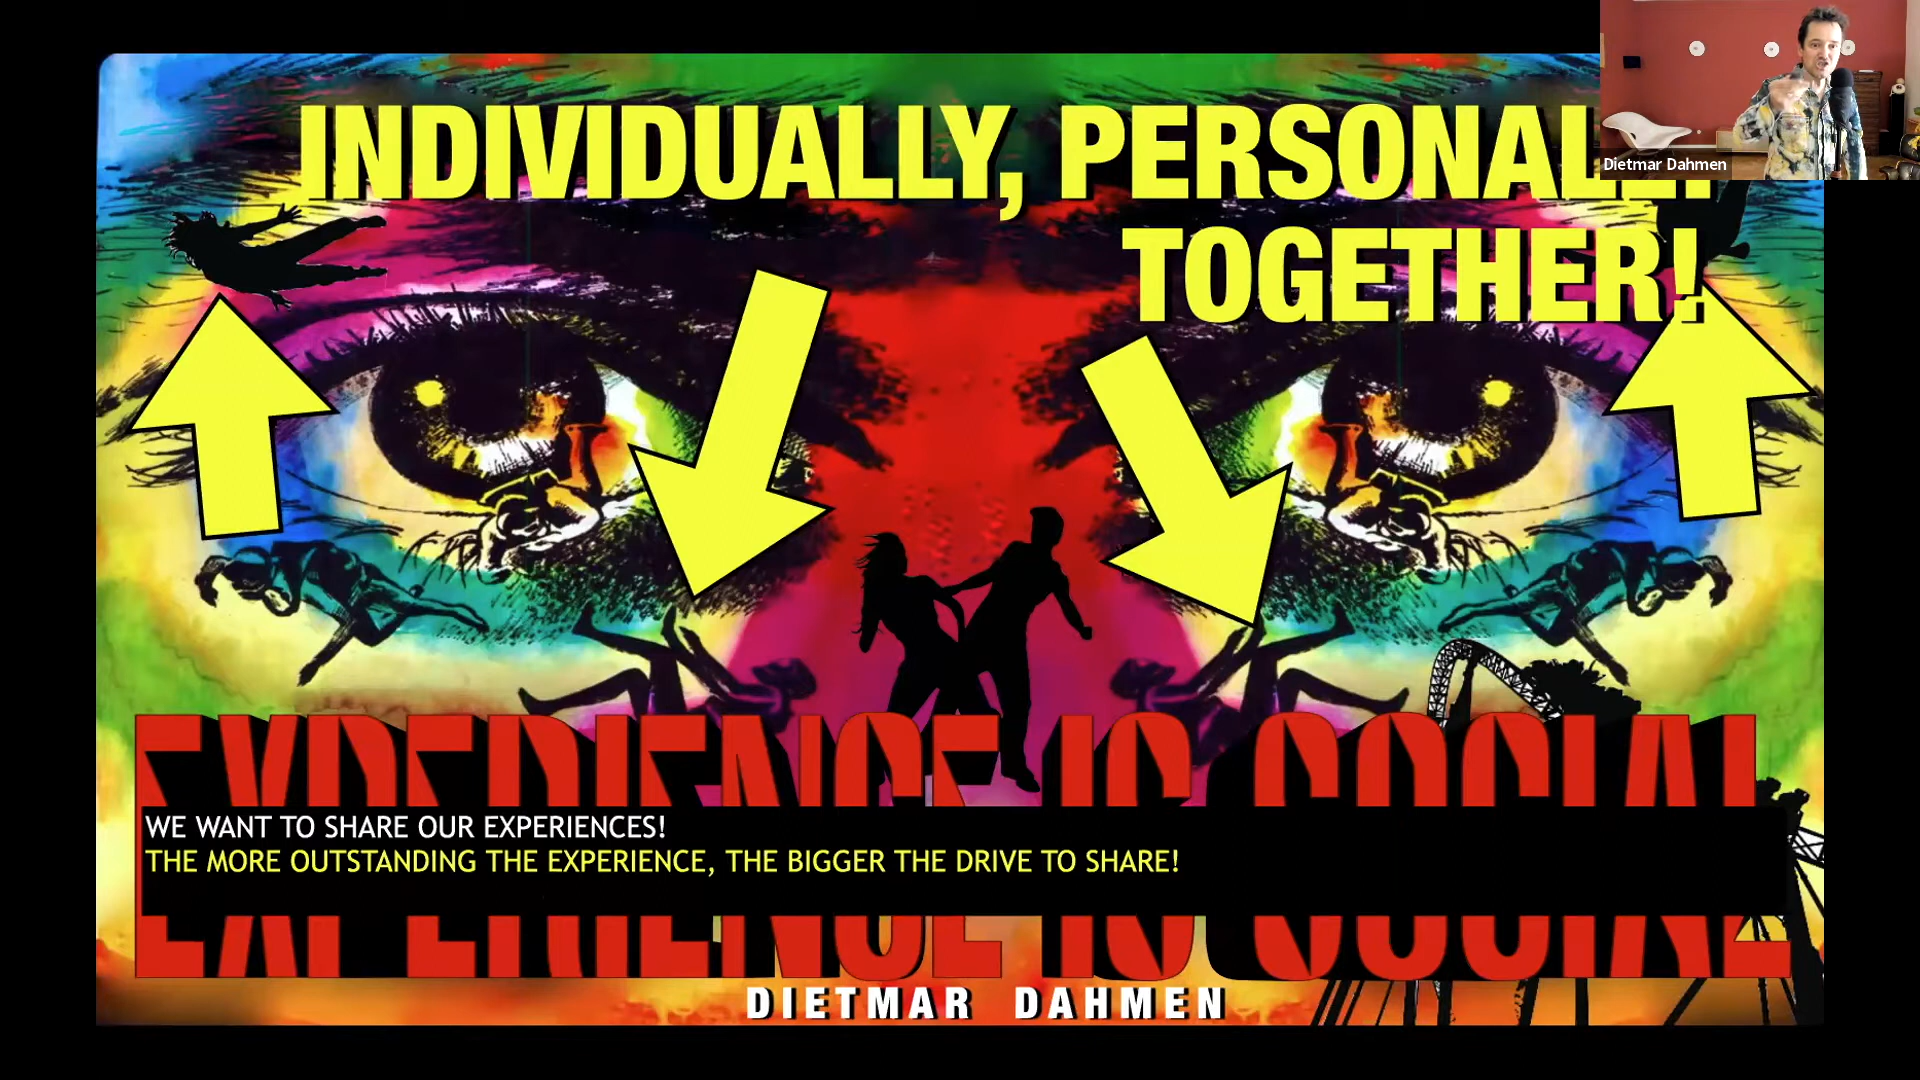 INDIVIDUALLY, PERSONALLY
TOGETHER!
Dietmar Dahmen
EXPERIENCE IS SOCIAL
WE WANT TO SHARE OUR EXPERIENCES!
THE MORE OUTSTANDING THE EXPERIENCE, THE BIGGER THE DRIVE TO SHARE!
DIETMAR DAHMEN